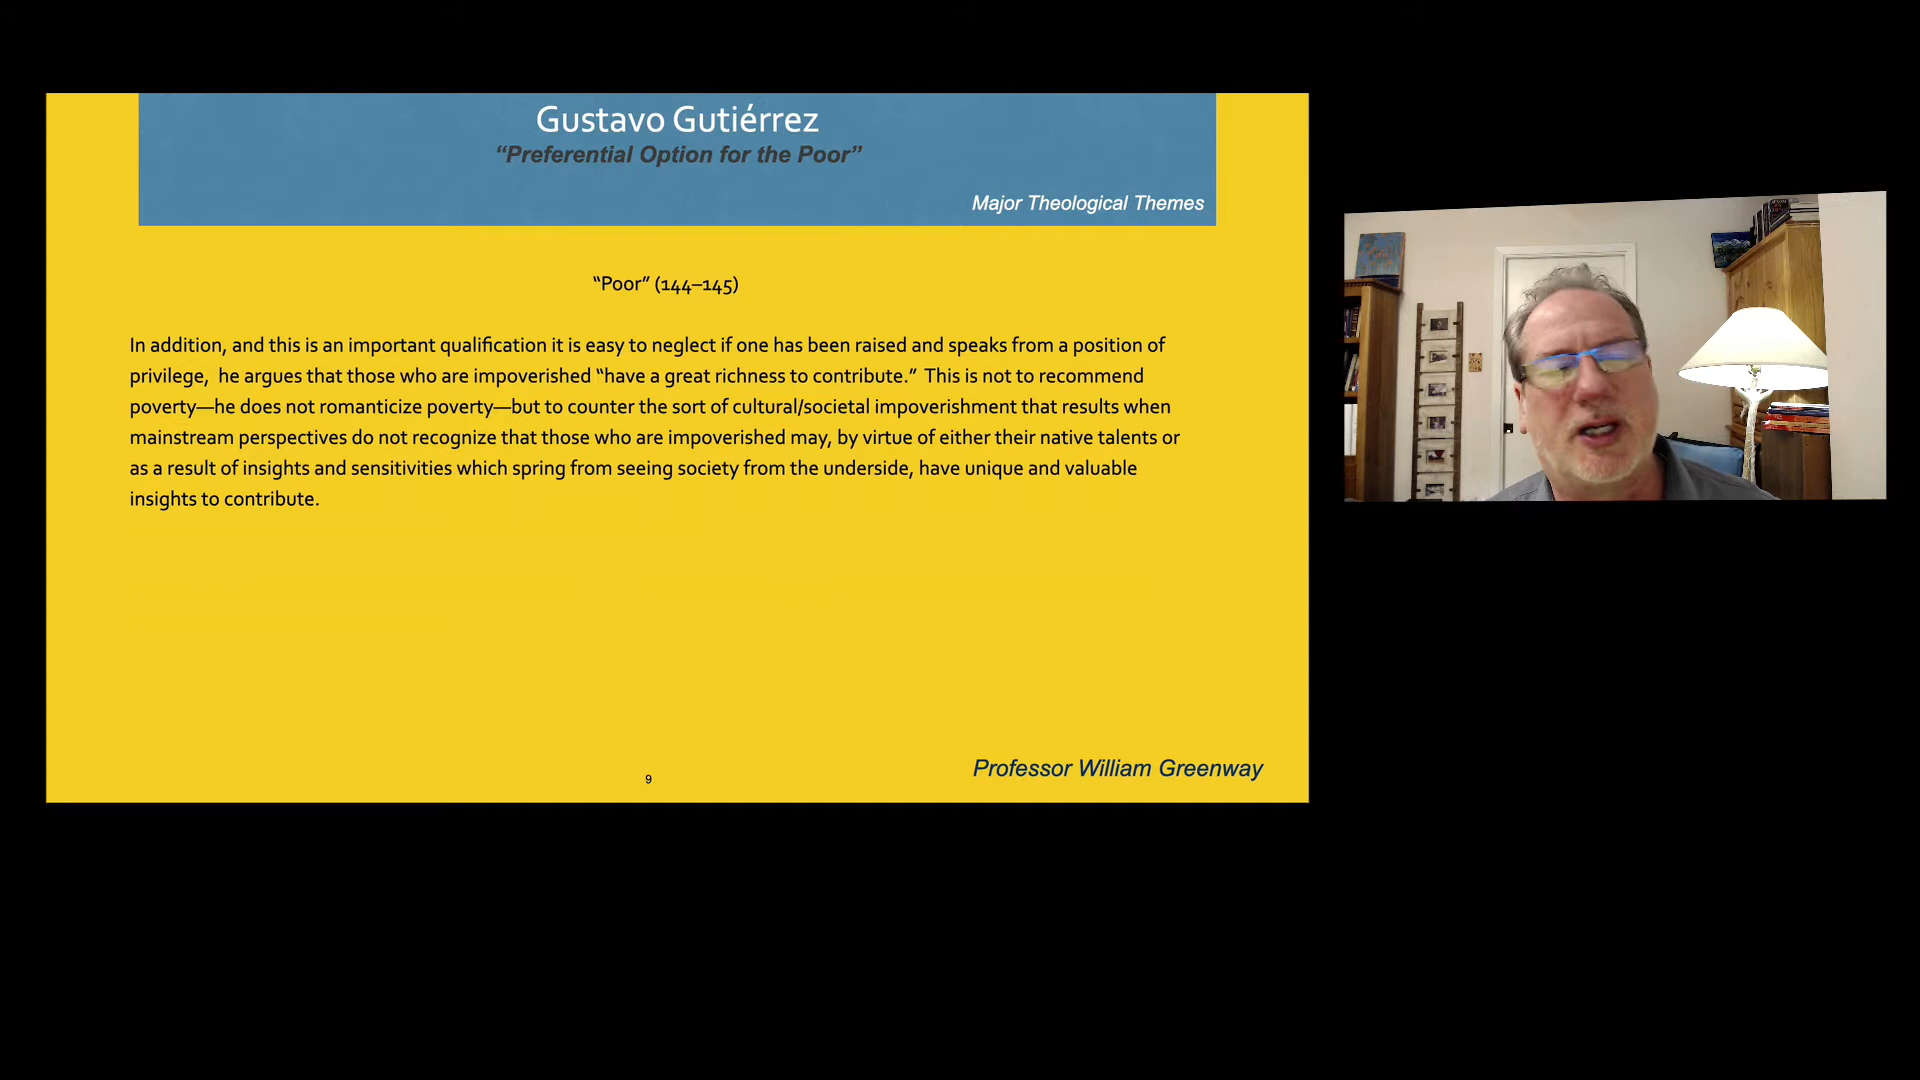 Gustavo Gutiérrez
“Preferential Option for the Poor”
Major Theological Themes
“Poor” (144–145)
In addition, and this is an important qualification it is easy to neglect if one has been raised and speaks from a position of
privilege,  he argues that those who are impoverished “have a great richness to contribute.”  This is not to recommend
poverty—he does not romanticize poverty—but to counter the sort of cultural/societal impoverishment that results when
mainstream perspectives do not recognize that those who are impoverished may, by virtue of either their native talents or
as a result of insights and sensitivities which spring from seeing society from the underside, have unique and valuable
insights to contribute.
9
Professor William Greenway